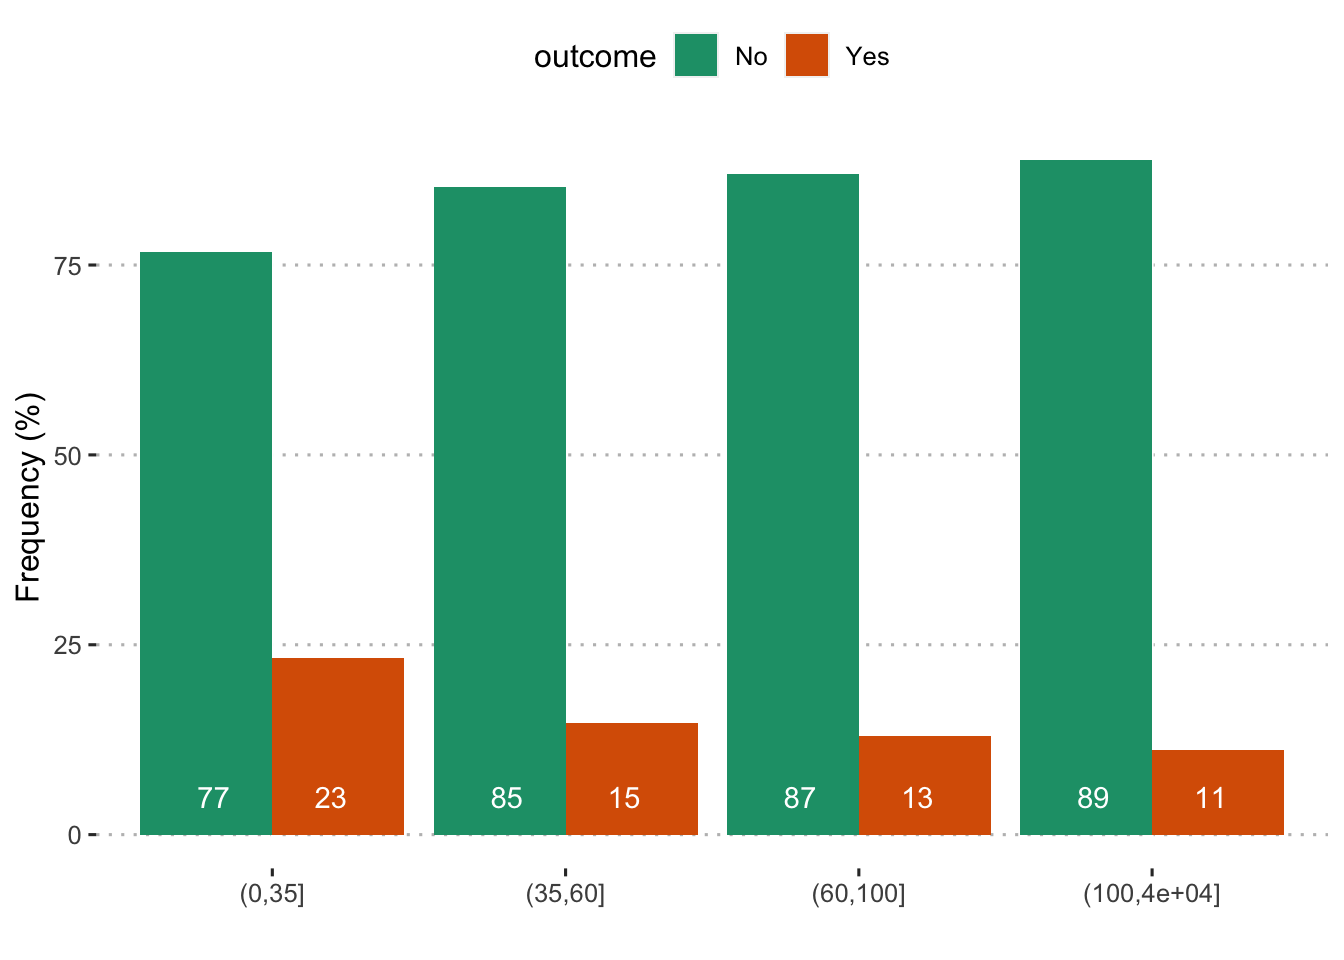 outcome No Yes
Frequency (%)
75
50
25
0
77 23 85 15 87 13 89 11
(0,35] (35,60] (60,100] (100,4e+04]